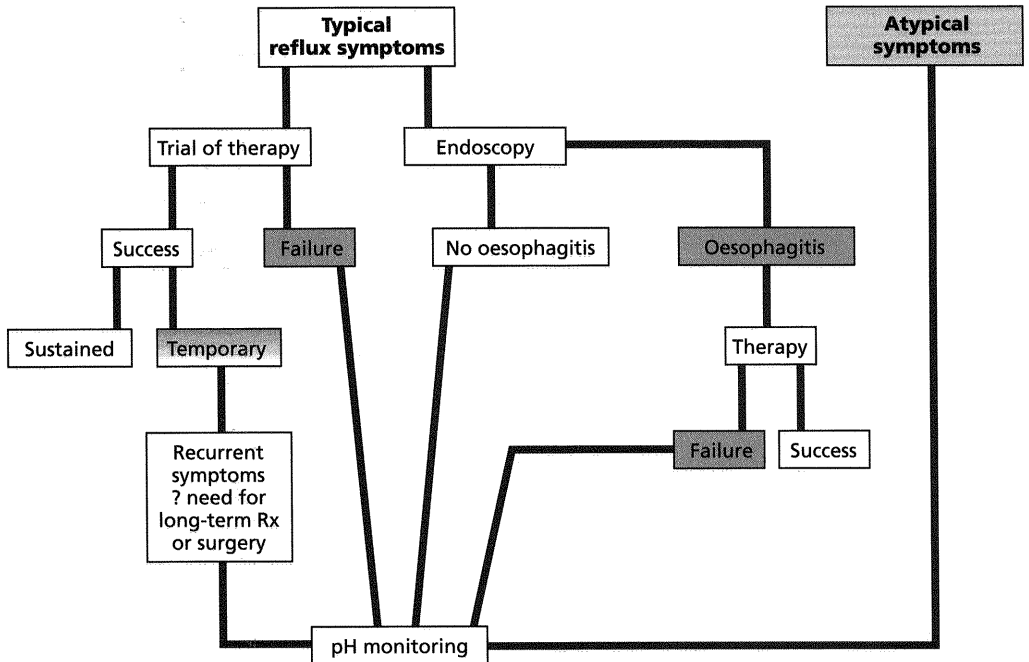 Typical
reflux symptoms
Atypical
symptoms
Trial of therapy
Endoscopy
Success
Failure
No oesophagitis
Oesophagitis
Sustained
Temporary
Therapy
Recurrent
symptoms
? need for
long-term Rx
or surgery
Failure
Success
pH monitoring